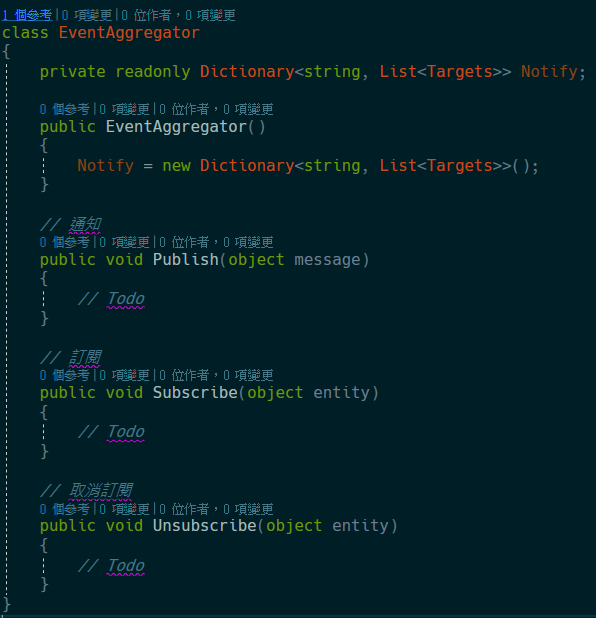 1 個參考|0 項變更|0 位作者，0 項變更
class EventAggregator
{
private readonly Dictionary<string, List<Targets>> Notify;
0 個參考|0 項變更|0 位作者，0 項變更
public EventAggregator()
{
Notify = new Dictionary<string, List<Targets>>();
}
// 通知
0 個參考|0 項變更|0 位作者，0 項變更
public void Publish(object message)
{
// Todo
}
// 訂閱
0 個參考|0 項變更|0 位作者，0 項變更
public void Subscribe(object entity)
{
// Todo
}
// 取消訂閱
0 個參考|0 項變更|0 位作者，0 項變更
public void Unsubscribe(object entity)
{
// Todo
}
}